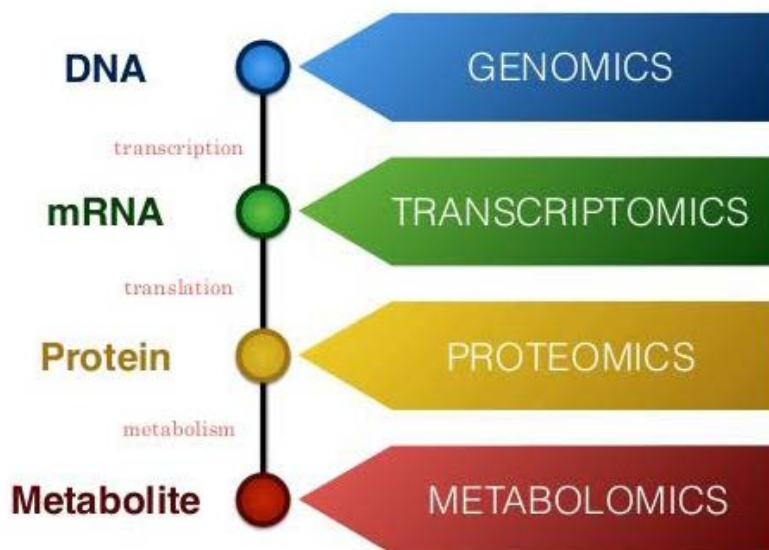 DNA
GENOMICS
transcription
mRNA
TRANSCRIPTOMICS
translation
Protein
PROTEOMICS
metabolism
Metabolite
METABOLOMICS